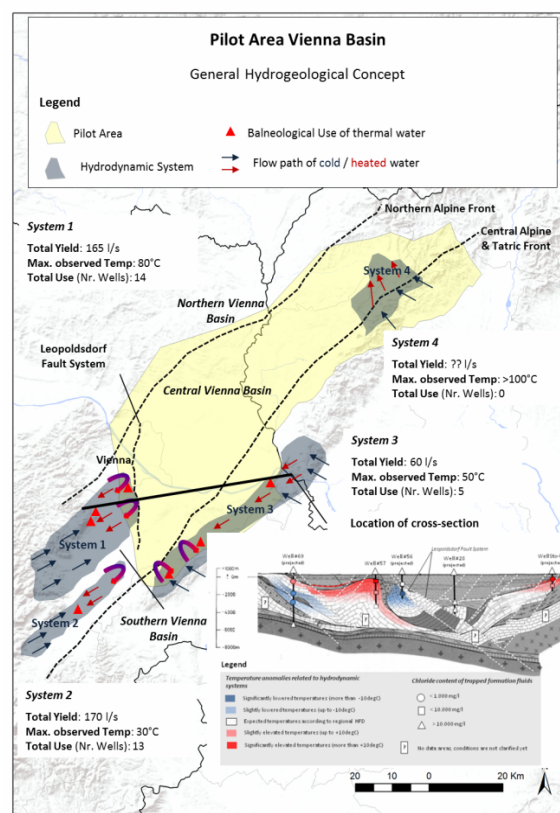 Pilot Area Vienna Basin
General Hydrogeological Concept
Legend
Pilot Area
Balneological Use of thermal water
Hydrodynamic System
Flow path of cold / heated water
Northern Alpine Front
Central Alpine
& Tatric Front
System 1
Total Yield: 165 l/s
Max. observed Temp: 80°C
Total Use (Nr. Wells): 14
System 4
Northern Vienna
Basin
Leopoldsdorf
Fault System
System 4
Total Yield: ?? l/s
Max. observed Temp: >100°C
Total Use (Nr. Wells): 0
Central Vienna Basin
System 3
Total Yield: 60 l/s
Max. observed Temp: 50°C
Total Use (Nr. Wells): 5
Vienna
System 3
Location of cross-section
System 1
System 2
Southern Vienna
Basin
Leopoldsdorf Fault System
Well#57
(projected)
(projected)
(projected)
(projected)
Legend
Temperature anomalies related to hydrodynamic
systems
Significantly lowered temperatures (more than -10degC)
Slightly lowered temperatures (up to -10degC)
Expected temperatures according to regional HFD
Slightly elevated temperatures (up to +10degC)
Significantly elevated temperatures (more than +10degC)
Chloride content of trapped formation fluids
< 1.000 mg/l
< 10.000 mg/l
> 10.000 mg/l
? No data areas, conditions are not clarified yet
System 2
Total Yield: 170 l/s
Max. observed Temp: 30°C
Total Use (Nr. Wells): 13
20 10 0 20 Km